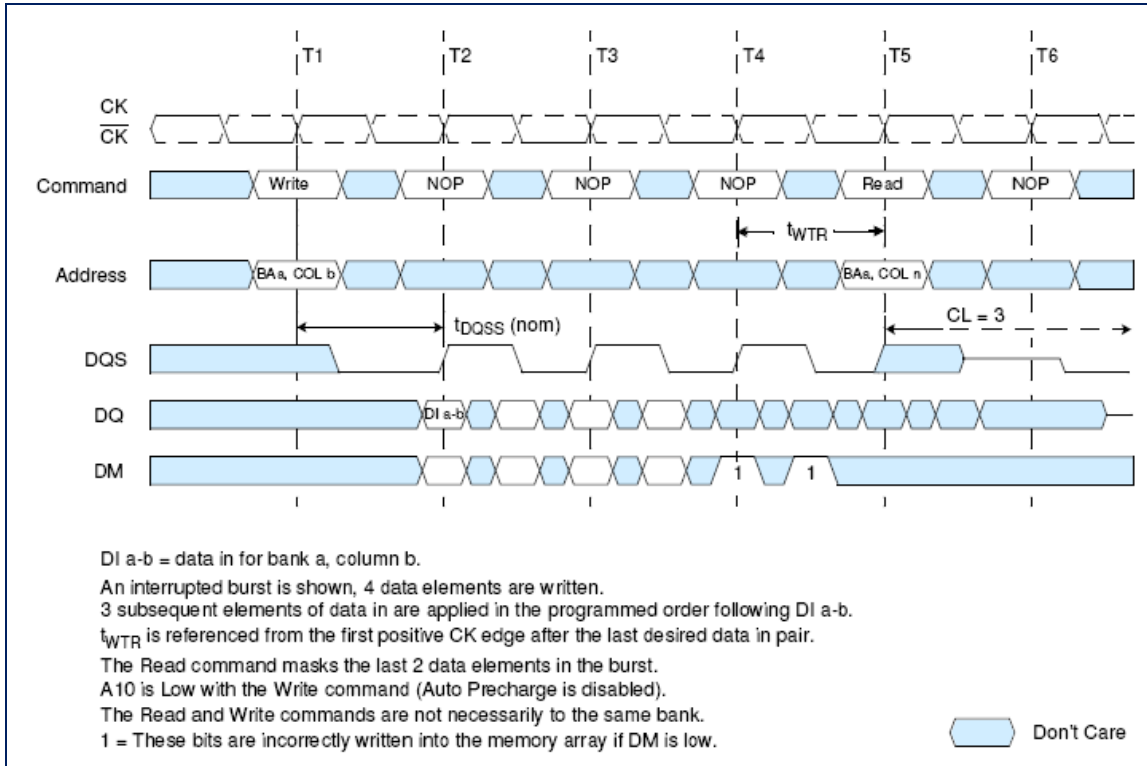 T1 T2 T3 T4 T5 T6
CK
CK
Command Write NOP NOP NOP Read NOP
tWTR
Address BAa, COL b BAa, COL n
tDQSS (nom) CL = 3
DQS
DQ DI a-b
DM 1 1
DI a-b = data in for bank a, column b.
An interrupted burst is shown, 4 data elements are written.
3 subsequent elements of data in are applied in the programmed order following DI a-b.
tWTR is referenced from the first positive CK edge after the last desired data in pair.
The Read command masks the last 2 data elements in the burst.
A10 is Low with the Write command (Auto Precharge is disabled).
The Read and Write commands are not necessarily to the same bank.
1 = These bits are incorrectly written into the memory array if DM is low.
Don't Care